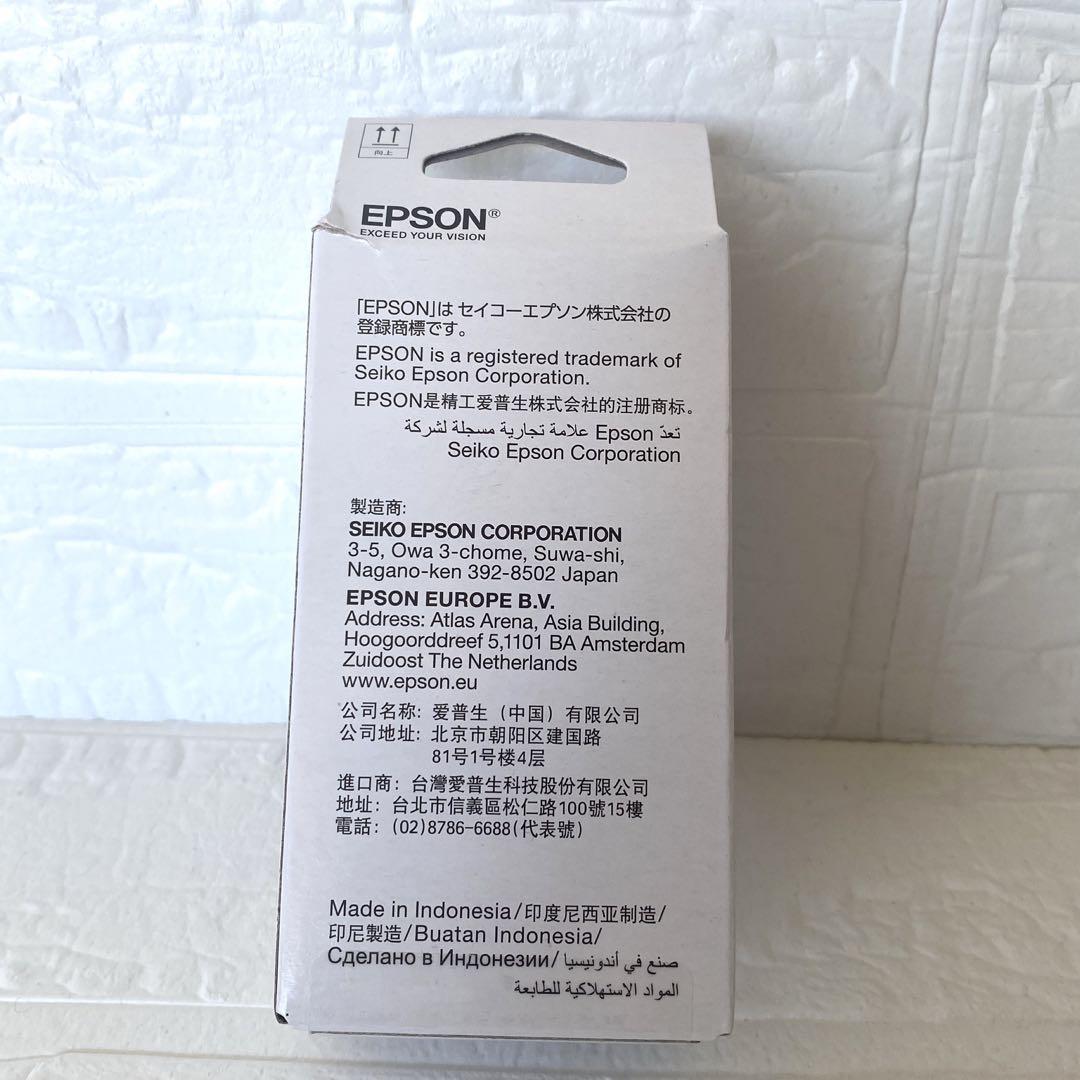 向上
EPSON®
EXCEED YOUR VISION
「EPSON」は セイコーエプソン株式会社の
登録商標です。
EPSON is a registered trademark of
Seiko Epson Corporation.
EPSON是精工爱普生株式会社的注册商标。
تعدّ Epson علامة تجارية مسجلة لشركة
Seiko Epson Corporation
製造商:
SEIKO EPSON CORPORATION
3-5, Owa 3-chome, Suwa-shi,
Nagano-ken 392-8502 Japan
EPSON EUROPE B.V.
Address: Atlas Arena, Asia Building,
Hoogoorddreef 5,1101 BA Amsterdam
Zuidoost The Netherlands
www.epson.eu
公司名称: 爱普生（中国）有限公司
公司地址: 北京市朝阳区建国路
81号1号楼4层
進口商: 台灣愛普生科技股份有限公司
地址: 台北市信義區松仁路100號15樓
電話: (02)8786-6688(代表號)
Made in Indonesia/印度尼西亚制造/
印尼製造/Buatan Indonesia/
Сделано в Индонезии/صنع في أندونيسيا
المواد الاستهلاكية للطابعة